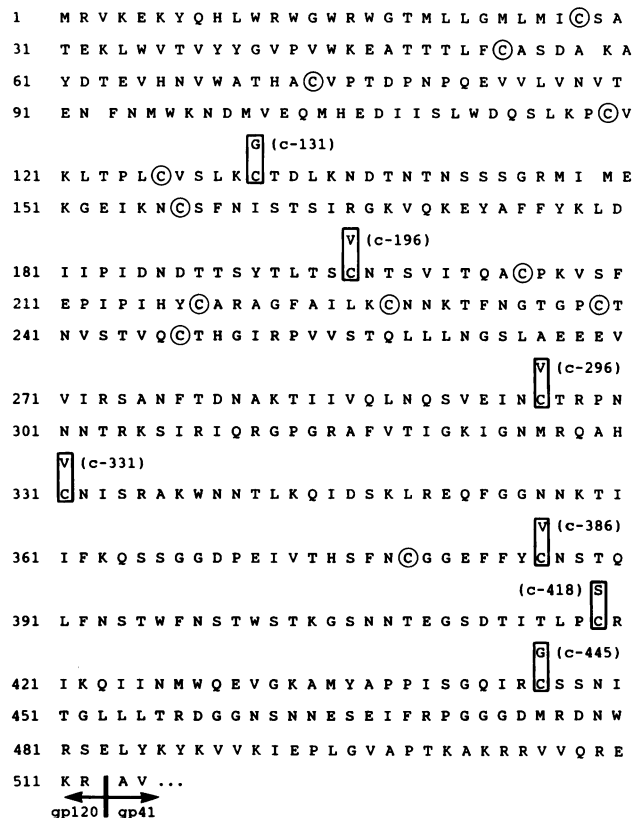 1 M R V K E K Y Q H L W R W G W R W G T M L L G M L M I C S A
31 T E K L W V T V Y Y G V P V W K E A T T T L F C A S D A K A
61 Y D T E V H N V W A T H A C V P T D P N P Q E V V L V N V T
91 E N F N M W K N D M V E Q M H E D I I S L W D Q S L K P C V
G (c-131)
121 K L T P L C V S L K C T D L K N D T N T N S S S G R M I M E
151 K G E I K N C S F N I S T S I R G K V Q K E Y A F F Y K L D
V (c-196)
181 I I P I D N D T T S Y T L T S C N T S V I T Q A C P K V S F
211 E P I P I H Y C A R A G F A I L K C N N K T F N G T G P C T
241 N V S T V Q C T H G I R P V V S T Q L L L N G S L A E E E V
V (c-296)
271 V I R S A N F T D N A K T I I V Q L N Q S V E I N C T R P N
301 N N T R K S I R I Q R G P G R A F V T I G K I G N M R Q A H
V (c-331)
331 C N I S R A K W N N T L K Q I D S K L R E Q F G G N N K T I
V (c-386)
361 I F K Q S S G G D P E I V T H S F N C G G E F F Y C N S T Q
(c-418) S
391 L F N S T W F N S T W S T K G S N N T E G S D T I T L P C R
G (c-445)
421 I K Q I I N M W Q E V G K A M Y A P P I S G Q I R C S S N I
451 T G L L L T R D G G N S N N E S E I F R P G G G D M R D N W
481 R S E L Y K Y K V V K I E P L G V A P T K A K R R V V Q R E
511 K R A V ...
gp120 gp41